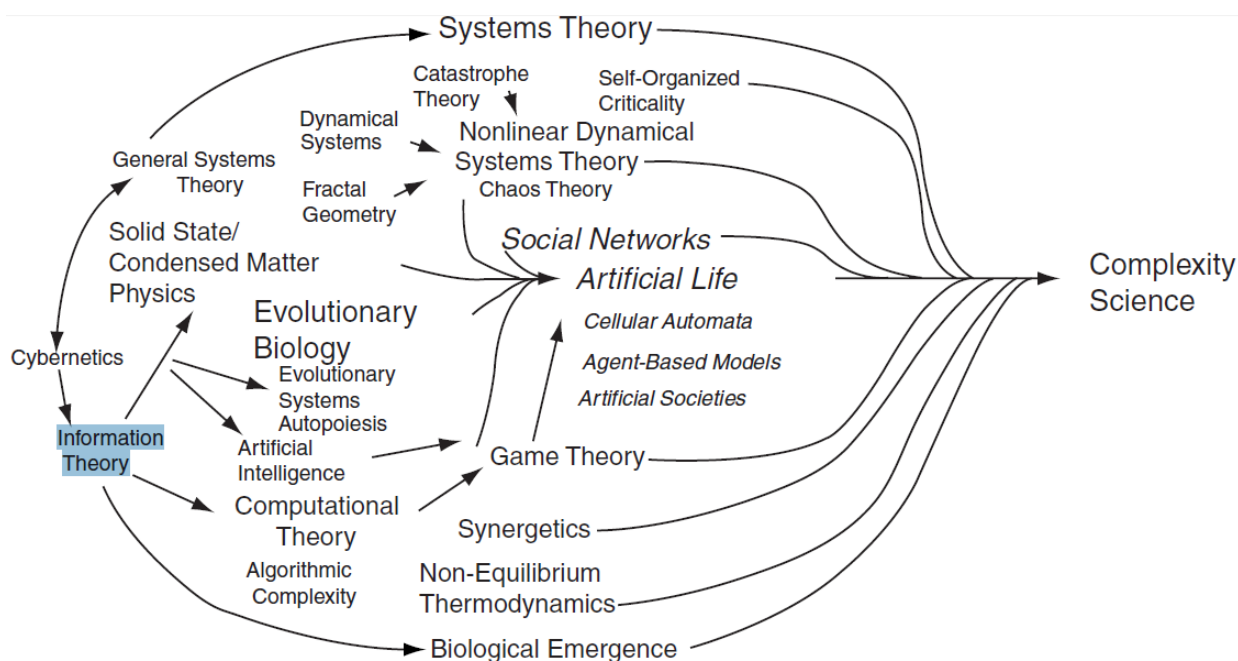 Systems Theory
Catastrophe
Theory
Self-Organized
Criticality
Dynamical
Systems
Nonlinear Dynamical
Systems Theory
Chaos Theory
General Systems
Theory
Fractal
Geometry
Solid State/
Condensed Matter
Physics
Social Networks
Artificial Life
Complexity
Science
Evolutionary
Biology
Cellular Automata
Cybernetics
Agent-Based Models
Evolutionary
Systems
Autopoiesis
Artificial Societies
Information
Theory
Artificial
Intelligence
Game Theory
Computational
Theory
Synergetics
Algorithmic
Complexity
Non-Equilibrium
Thermodynamics
Biological Emergence